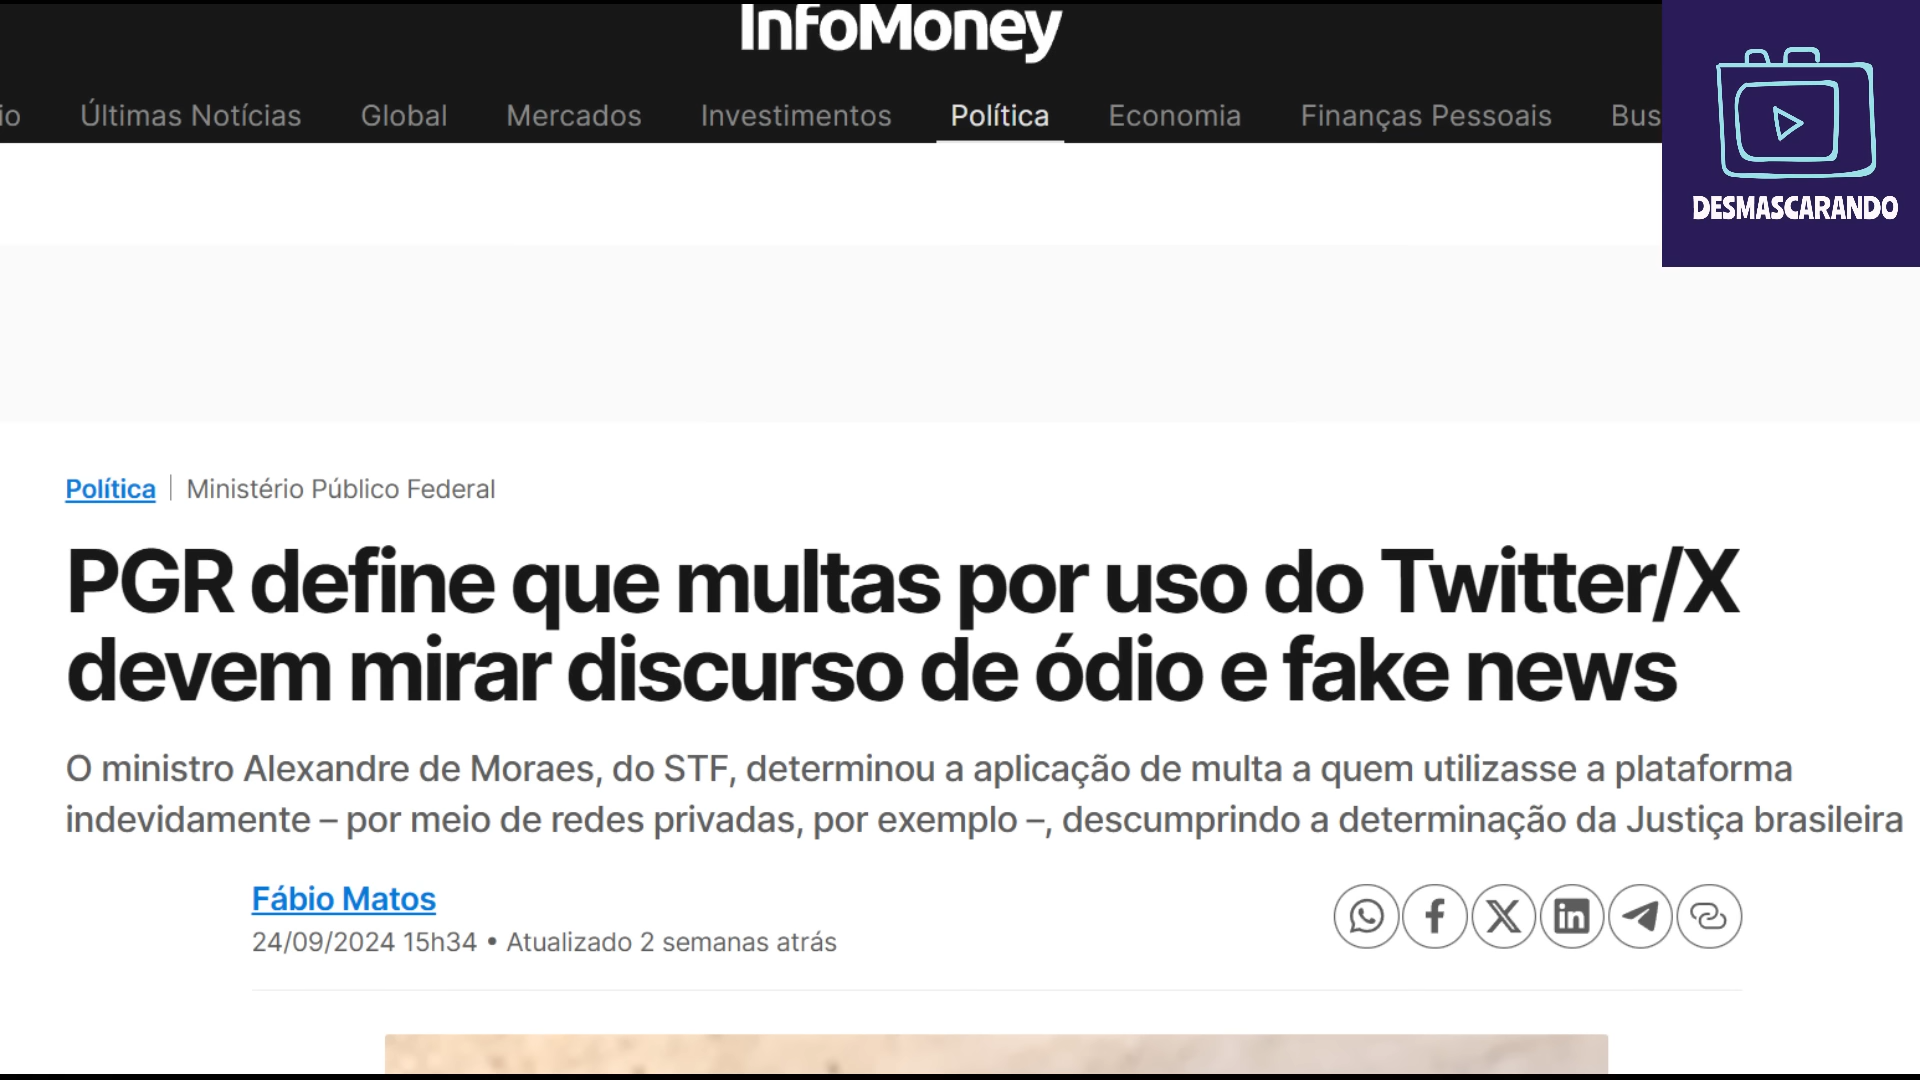 InfoMoney
io Últimas Notícias Global Mercados Investimentos Política Economia Finanças Pessoais Bus
DESMASCARANDO
Política | Ministério Público Federal
PGR define que multas por uso do Twitter/X
devem mirar discurso de ódio e fake news
O ministro Alexandre de Moraes, do STF, determinou a aplicação de multa a quem utilizasse a plataforma
indevidamente – por meio de redes privadas, por exemplo –, descumprindo a determinação da Justiça brasileira
Fábio Matos
24/09/2024 15h34 • Atualizado 2 semanas atrás